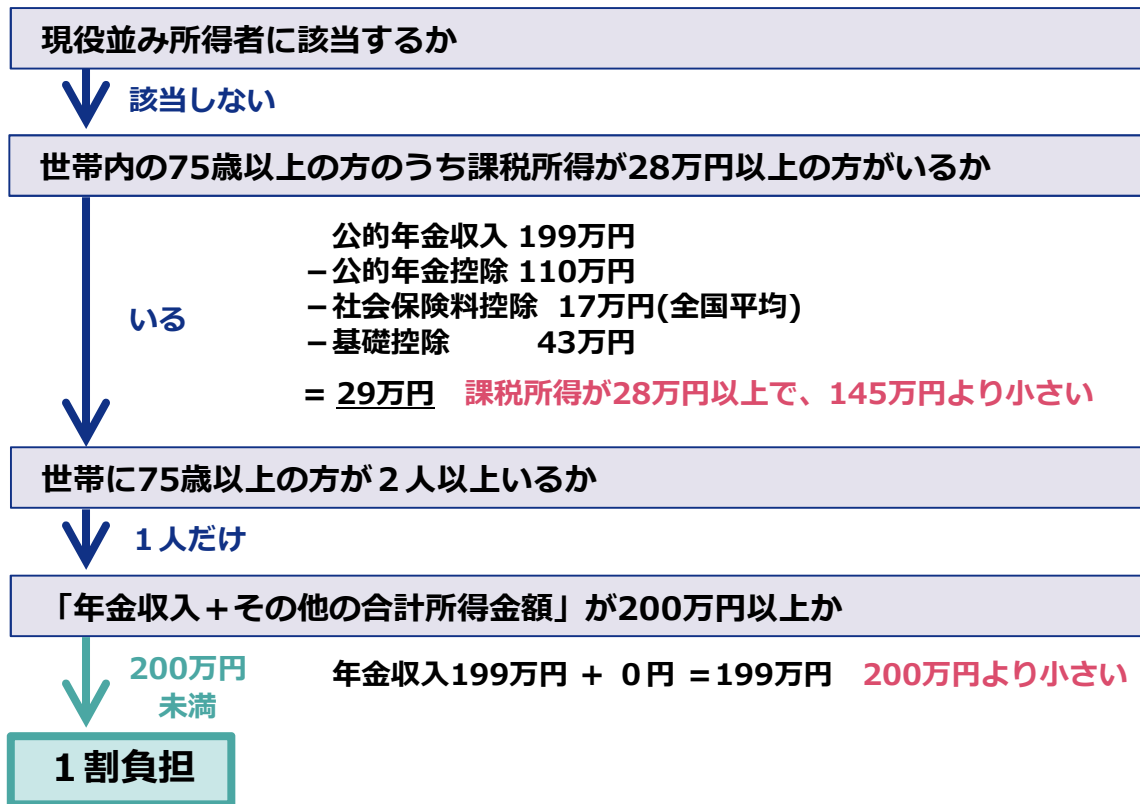 現役並み所得者に該当するか
該当しない
世帯内の75歳以上の方のうち課税所得が28万円以上の方がいるか
公的年金収入 199万円
－公的年金控除 110万円
－社会保険料控除 17万円(全国平均)
－基礎控除 43万円
いる
= 29万円 課税所得が28万円以上で、145万円より小さい
世帯に75歳以上の方が２人以上いるか
１人だけ
「年金収入＋その他の合計所得金額」が200万円以上か
200万円
未満
年金収入199万円 + ０円 =199万円 200万円より小さい
１割負担